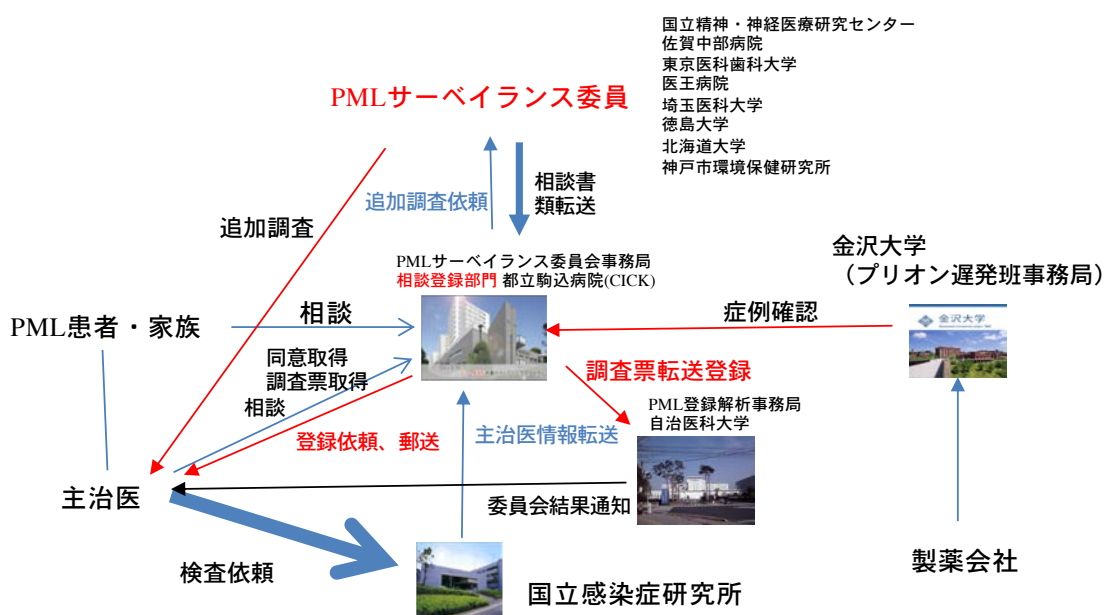 国立精神・神経医療研究センター
佐賀中部病院
東京医科歯科大学
医王病院
埼玉医科大学
徳島大学
北海道大学
神戸市環境保健研究所
PMLサーベイランス委員
追加調査依頼
相談書
類転送
追加調査
金沢大学
（プリオン遅発班事務局）
PMLサーベイランス委員会事務局
相談登録部門 都立駒込病院(CICK)
PML患者・家族
相談
症例確認
金沢大学
同意取得
調査票取得
相談
調査票転送登録
PML登録解析事務局
自治医科大学
登録依頼、郵送
主治医情報転送
主治医
委員会結果通知
検査依頼
国立感染症研究所
製薬会社